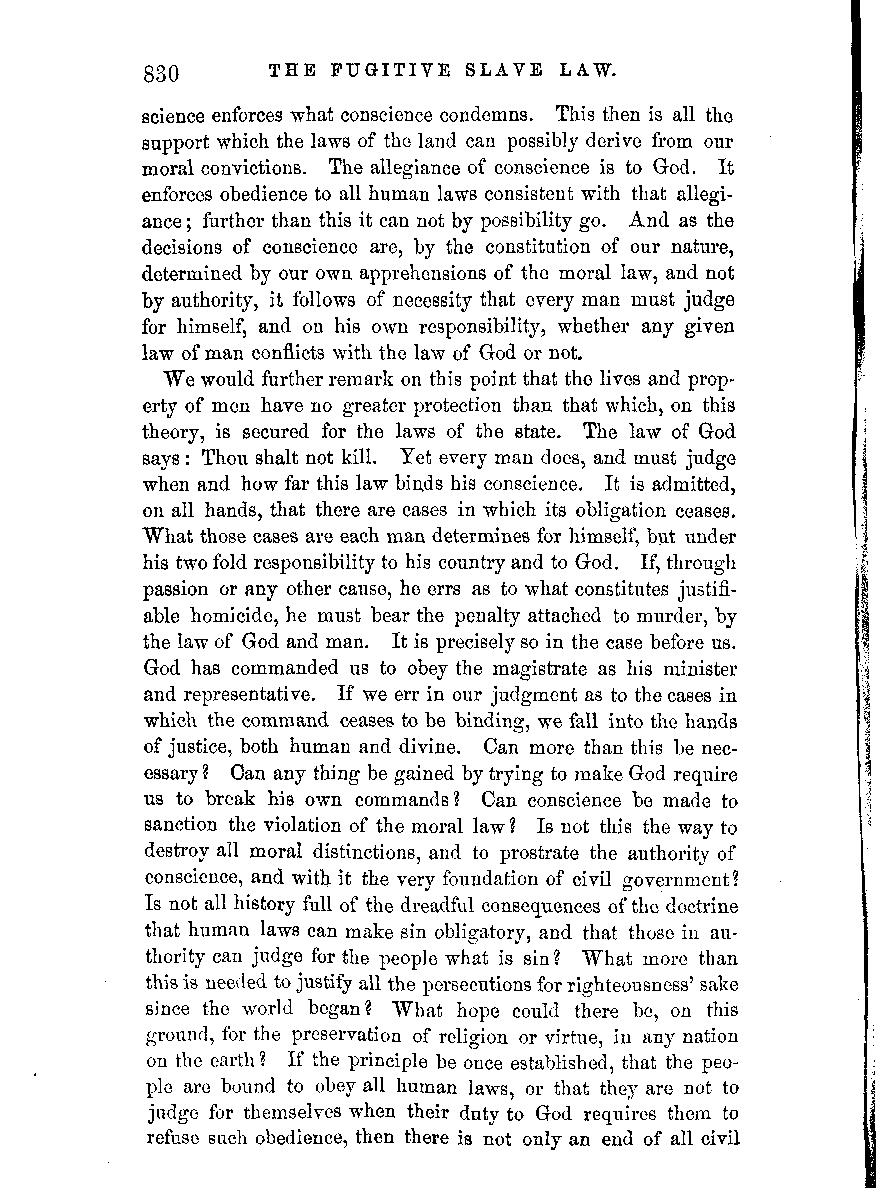 830 THE FUGITIVE SLAVE LAW.
science enforces what conscience condemns. This then is all the
support which the laws of the land can possibly derive from our
moral convictions. The allegiance of conscience is to God. It
enforces obedience to all human laws consistent with that allegi-
ance; further than this it can not by possibility go. And as the
decisions of conscience are, by the constitution of our nature,
determined by our own apprehensions of the moral law, and not
by authority, it follows of necessity that every man must judge
for himself, and on his own responsibility, whether any given
law of man conflicts with the law of God or not.
We would further remark on this point that the lives and prop-
erty of men have no greater protection than that which, on this
theory, is secured for the laws of the state. The law of God
says: Thou shalt not kill. Yet every man does, and must judge
when and how far this law binds his conscience. It is admitted,
on all hands, that there are cases in which its obligation ceases.
What those cases are each man determines for himself, but under
his two fold responsibility to his country and to God. If, through
passion or any other cause, he errs as to what constitutes justifi-
able homicide, he must bear the penalty attached to murder, by
the law of God and man. It is precisely so in the case before us.
God has commanded us to obey the magistrate as his minister
and representative. If we err in our judgment as to the cases in
which the command ceases to be binding, we fall into the hands
of justice, both human and divine. Can more than this be nec-
essary? Can any thing be gained by trying to make God require
us to break his own commands? Can conscience be made to
sanction the violation of the moral law? Is not this the way to
destroy all moral distinctions, and to prostrate the authority of
conscience, and with it the very foundation of civil government?
Is not all history full of the dreadful consequences of the doctrine
that human laws can make sin obligatory, and that those in au-
thority can judge for the people what is sin? What more than
this is needed to justify all the persecutions for righteousness' sake
since the world began? What hope could there be, on this
ground, for the preservation of religion or virtue, in any nation
on the earth? If the principle be once established, that the peo-
ple are bound to obey all human laws, or that they are not to
judge for themselves when their duty to God requires them to
refuse such obedience, then there is not only an end of all civil